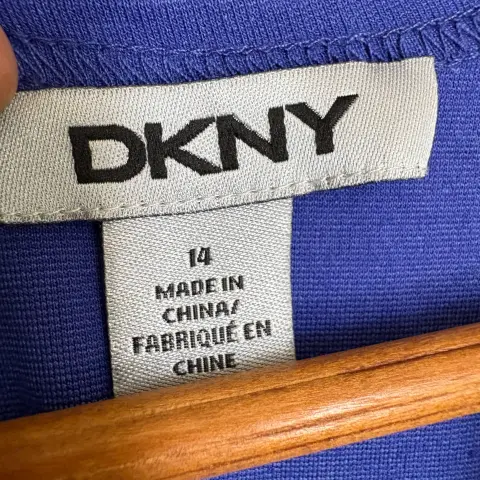 DKNY
14
MADE IN
CHINA/
FABRIQUÉ EN
CHINE